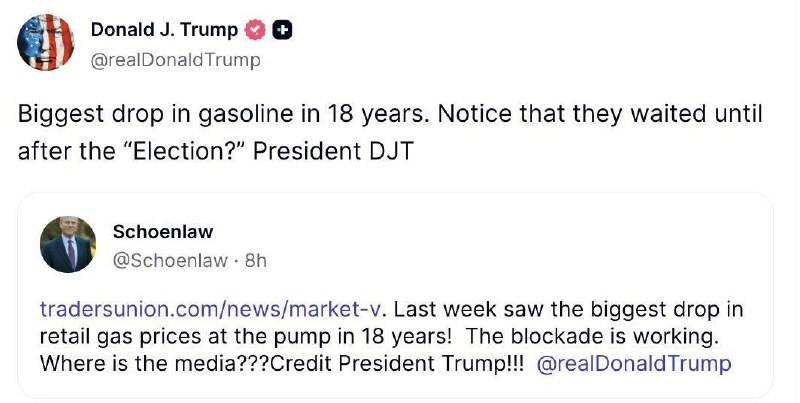 Donald J. Trump
@realDonaldTrump
Biggest drop in gasoline in 18 years. Notice that they waited until
after the “Election?” President DJT
Schoenlaw
@Schoenlaw · 8h
tradersunion.com/news/market-v. Last week saw the biggest drop in
retail gas prices at the pump in 18 years!  The blockade is working.
Where is the media???Credit President Trump!!!  @realDonaldTrump